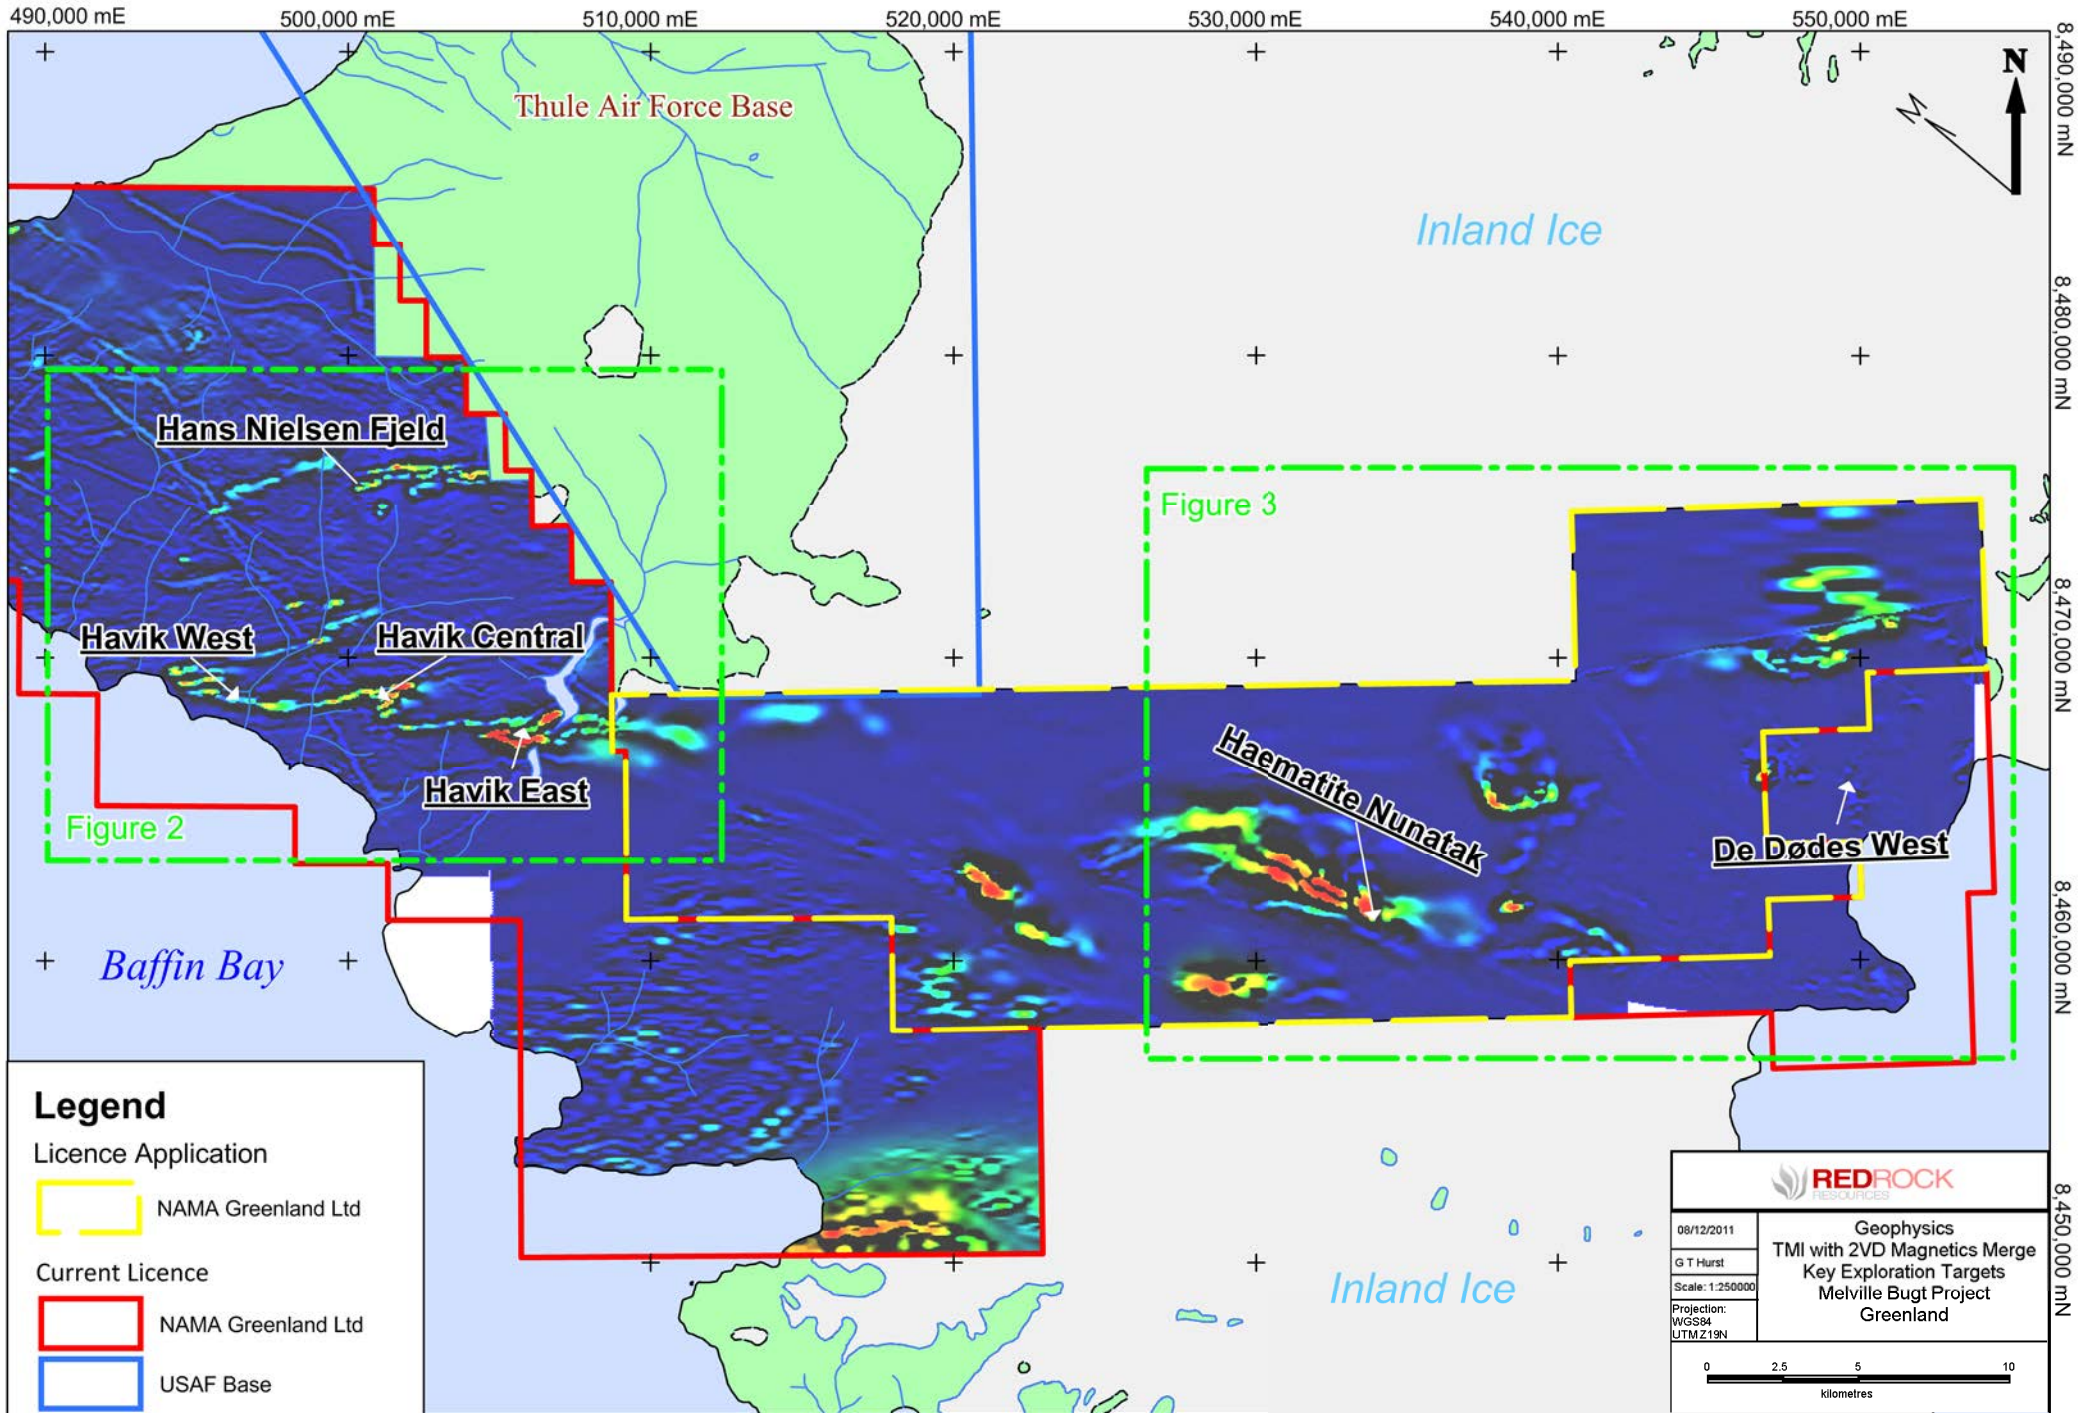 490,000 mE
500,000 mE
510,000 mE
520,000 mE
530,000 mE
540,000 mE
550,000 mE
8,490,000 mN
8,480,000 mN
8,470,000 mN
8,460,000 mN
8,450,000 mN
N
M
Thule Air Force Base
Inland Ice
Hans Nielsen Fjeld
Figure 3
Havik West
Havik Central
Havik East
Haematite Nunatak
De Dødes West
Figure 2
Baffin Bay
Inland Ice
Legend
Licence Application
NAMA Greenland Ltd
Current Licence
NAMA Greenland Ltd
USAF Base
REDROCK
RESOURCES
08/12/2011
G T Hurst
Scale: 1:250000
Projection:
WGS84
UTM Z19N
Geophysics
TMI with 2VD Magnetics Merge
Key Exploration Targets
Melville Bugt Project
Greenland
0 2.5 5 10
kilometres